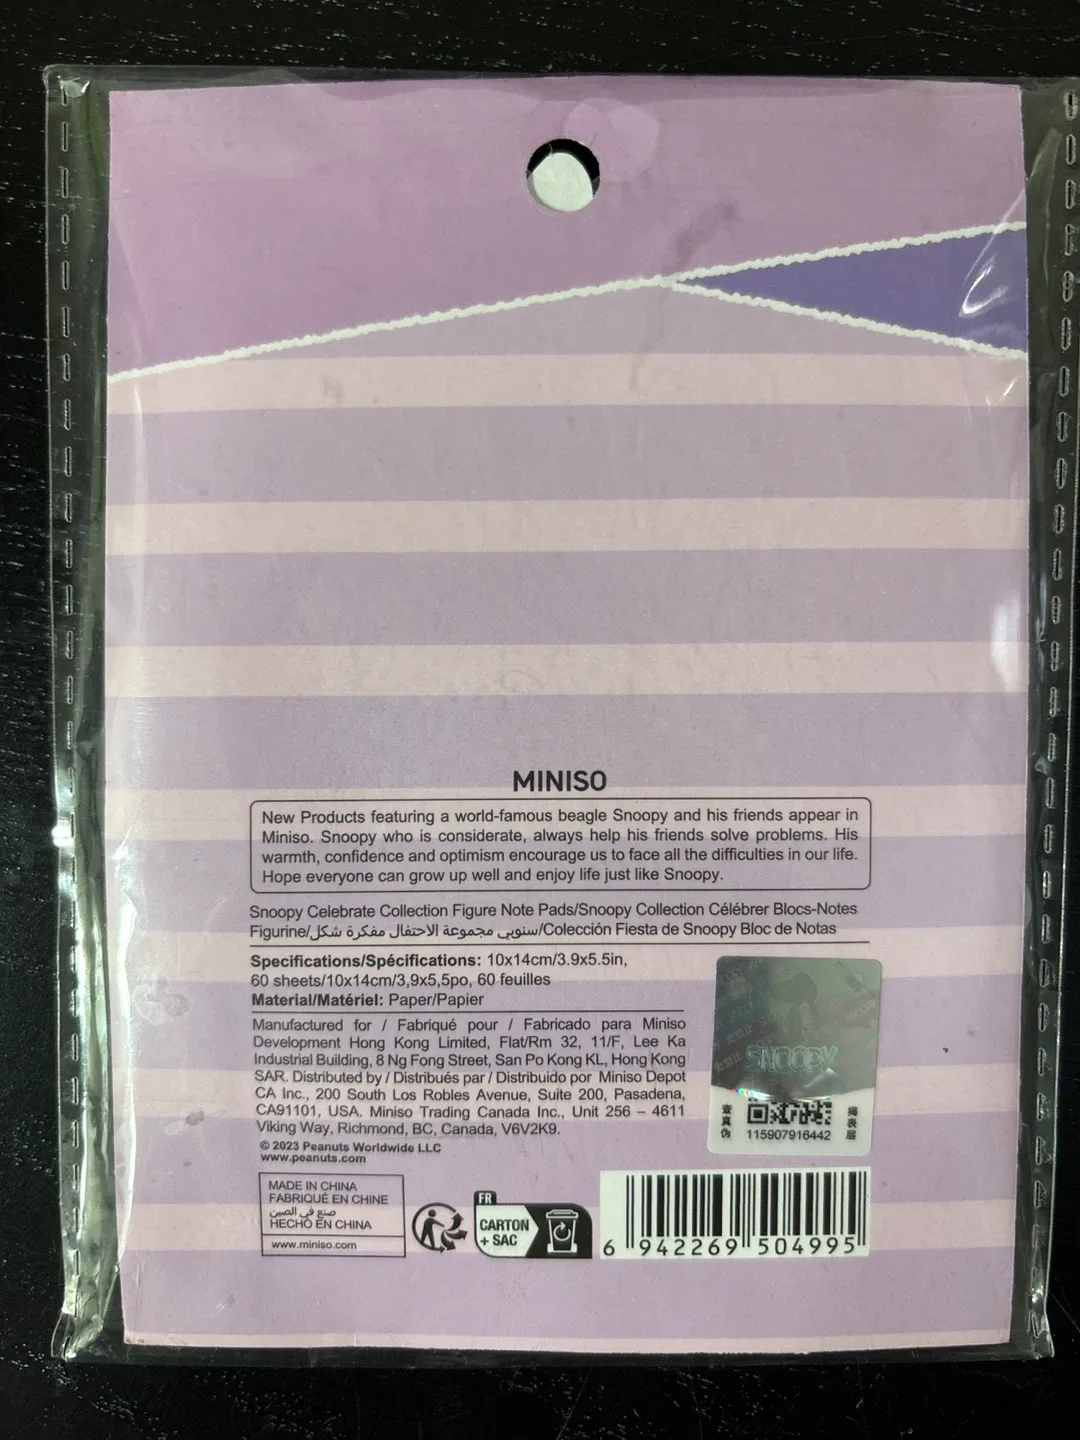 MINISO
New Products featuring a world-famous beagle Snoopy and his friends appear in
Miniso. Snoopy who is considerate, always help his friends solve problems. His
warmth, confidence and optimism encourage us to face all the difficulties in our life.
Hope everyone can grow up well and enjoy life just like Snoopy.
Snoopy Celebrate Collection Figure Note Pads/Snoopy Collection Célébrer Blocs-Notes
Figurine/سنوبي مجموعة الاحتفال مفكرة شكل/Colección Fiesta de Snoopy Bloc de Notas
Specifications/Spécifications: 10x14cm/3.9x5.5in,
60 sheets/10x14cm/3,9x5,5po, 60 feuilles
Material/Matériel: Paper/Papier
Manufactured for / Fabriqué pour / Fabricado para Miniso
Development Hong Kong Limited, Flat/Rm 32, 11/F, Lee Ka
Industrial Building, 8 Ng Fong Street, San Po Kong KL, Hong Kong
SAR. Distributed by / Distribués par / Distribuido por Miniso Depot
CA Inc., 200 South Los Robles Avenue, Suite 200, Pasadena,
CA91101, USA. Miniso Trading Canada Inc., Unit 256 – 4611
Viking Way, Richmond, BC, Canada, V6V2K9.
© 2023 Peanuts Worldwide LLC
www.peanuts.com
SNOOPY
查真伪
揭表层
115907916442
MADE IN CHINA
FABRIQUÉ EN CHINE
صنع في الصين
HECHO EN CHINA
www.miniso.com
FR
CARTON
+ SAC
6 942269 504995